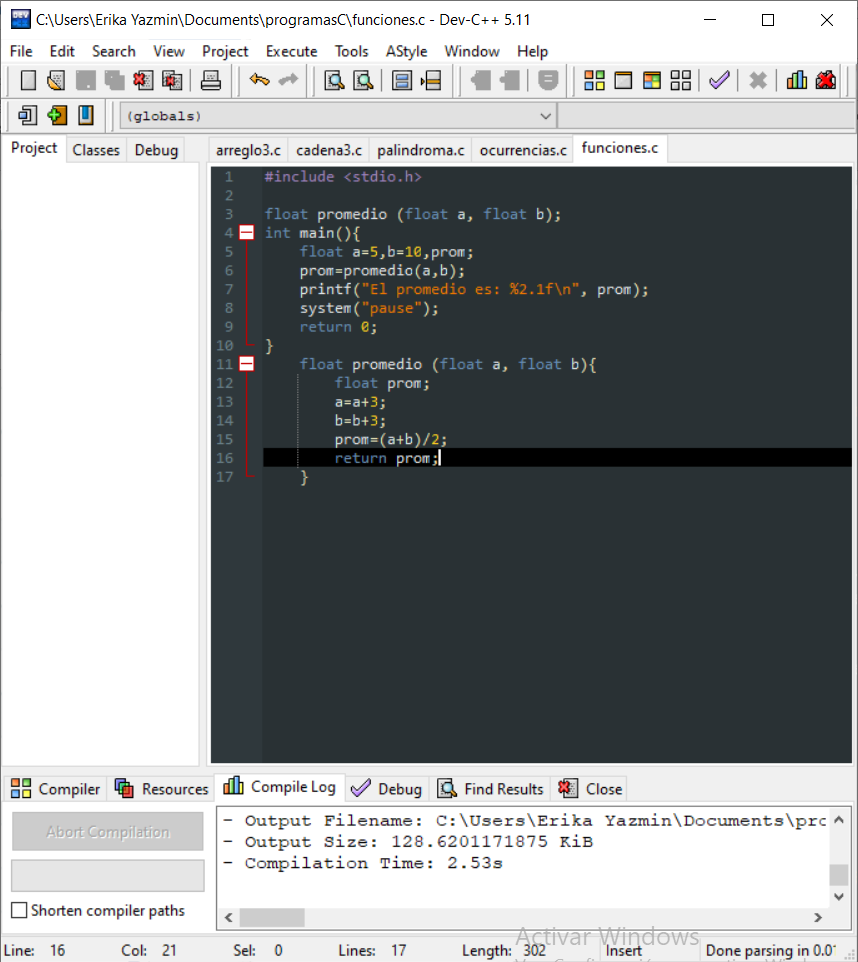 C:\Users\Erika Yazmin\Documents\programasC\funciones.c - Dev-C++ 5.11
File Edit Search View Project Execute Tools AStyle Window Help
(globals)
Project Classes Debug
arreglo3.c cadena3.c palindroma.c ocurrencias.c funciones.c
1 #include <stdio.h>
2
3 float promedio (float a, float b);
4 int main(){
5 float a=5,b=10,prom;
6 prom=promedio(a,b);
7 printf("El promedio es: %2.1f\n", prom);
8 system("pause");
9 return 0;
10 }
11 float promedio (float a, float b){
12 float prom;
13 a=a+3;
14 b=b+3;
15 prom=(a+b)/2;
16 return prom;
17 }
Compiler Resources Compile Log Debug Find Results Close
Abort Compilation
Shorten compiler paths
- Output Filename: C:\Users\Erika Yazmin\Documents\prc
- Output Size: 128.6201171875 KiB
- Compilation Time: 2.53s
Activar Windows
Line: 16 Col: 21 Sel: 0 Lines: 17 Length: 302 Insert Done parsing in 0.0